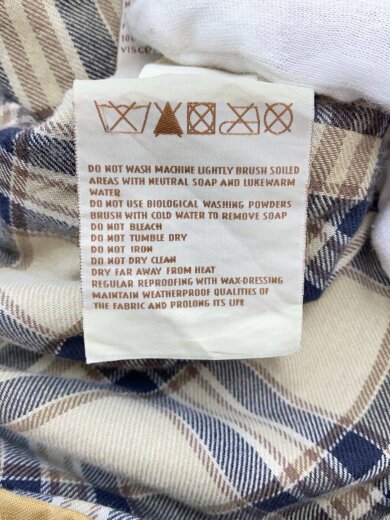 VISCO
DO NOT WASH MACHINE LIGHTLY BRUSH SOILED
AREAS WITH NEUTRAL SOAP AND LUKEWARM
WATER
DO NOT USE BIOLOGICAL WASHING POWDERS
BRUSH WITH COLD WATER TO REMOVE SOAP
DO NOT BLEACH
DO NOT TUMBLE DRY
DO NOT IRON
DO NOT DRY CLEAN
DRY FAR AWAY FROM HEAT
REGULAR REPROOFING WITH WAX-DRESSING
MAINTAIN WEATHERPROOF QUALITIES OF
THE FABRIC AND PROLONG ITS LIFE